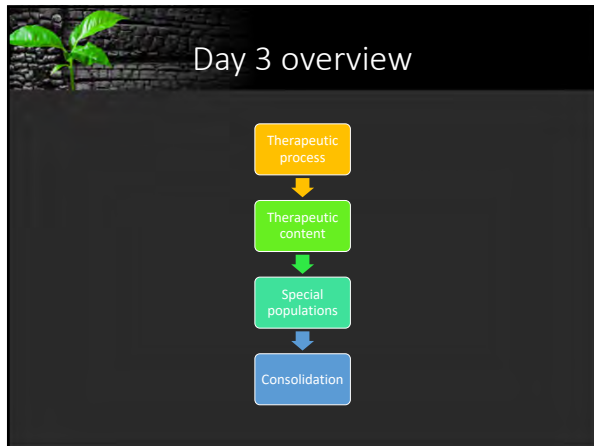 Day 3 overview
Therapeutic
process
Therapeutic
content
Special
populations
Consolidation